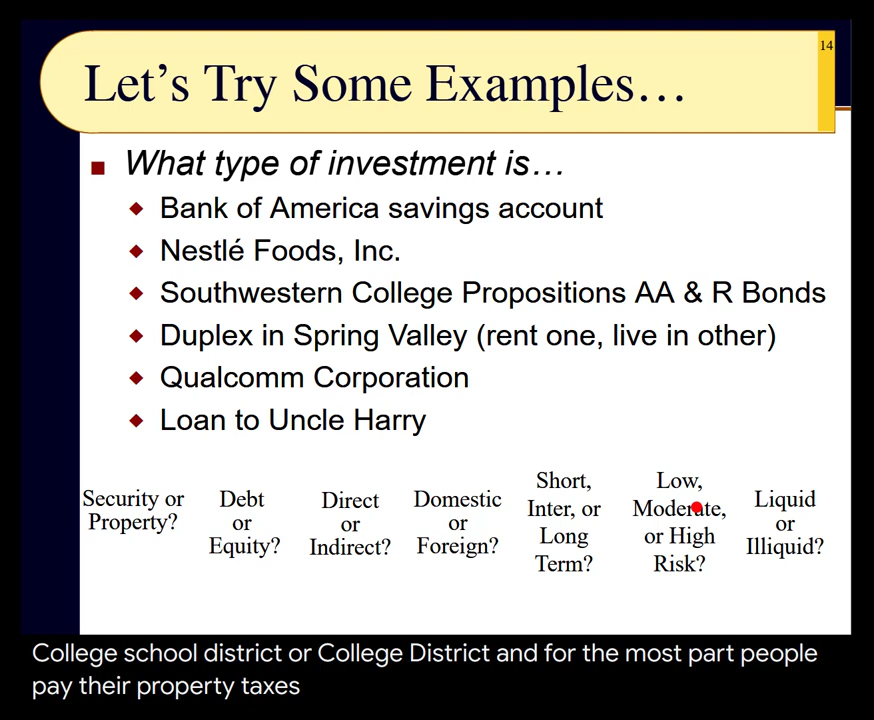 14
Let's Try Some Examples…
What type of investment is…
Bank of America savings account
Nestlé Foods, Inc.
Southwestern College Propositions AA & R Bonds
Duplex in Spring Valley (rent one, live in other)
Qualcomm Corporation
Loan to Uncle Harry
Security or
Property?
Debt
or
Equity?
Direct
or
Indirect?
Domestic
or
Foreign?
Short,
Inter, or
Long
Term?
Low,
Moderate,
or High
Risk?
Liquid
or
Illiquid?
College school district or College District and for the most part people
pay their property taxes